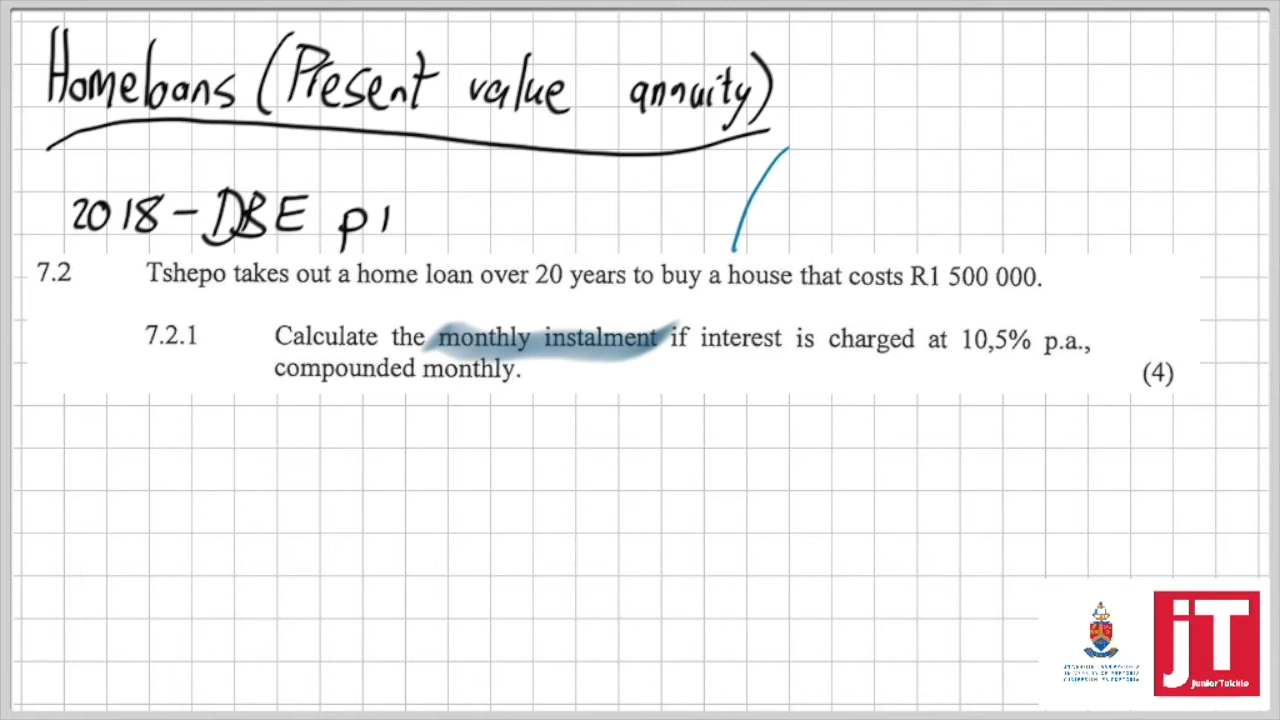 Homeloans (Present value annuity)
2018 - DBE p1
7.2 Tshepo takes out a home loan over 20 years to buy a house that costs R1 500 000.
7.2.1 Calculate the monthly instalment if interest is charged at 10,5% p.a.,
compounded monthly.
(4)
jT
JuniorTukkie